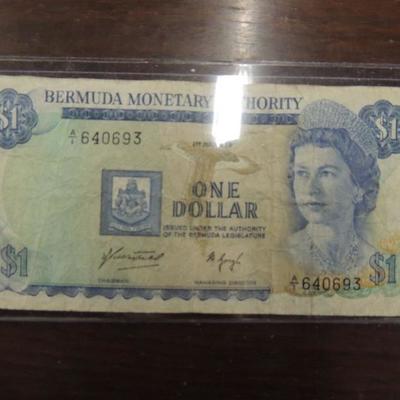 $1 BERMUDA MONETARY AUTHORITY $1
A/1 640693
ONE
DOLLAR
ISSUED UNDER THE AUTHORITY
OF THE BERMUDA LEGISLATURE
$1 A/1 640693 $1
CHAIRMAN MANAGING DIRECTOR